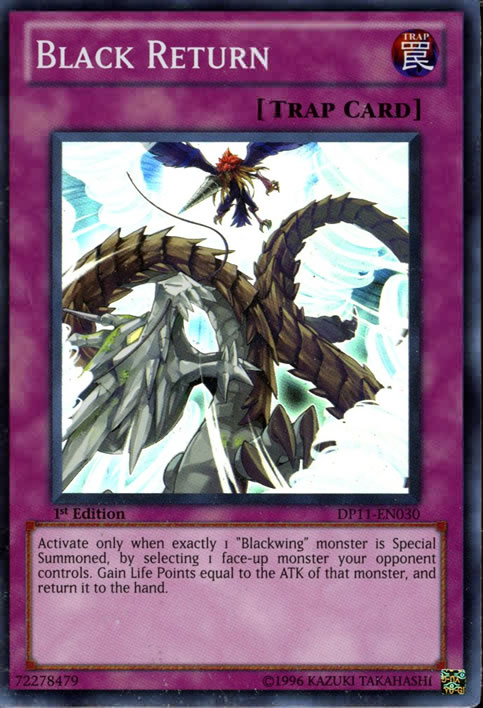 BLACK RETURN
TRAP
罠
[TRAP CARD]
1st Edition
DP11-EN030
Activate only when exactly 1 "Blackwing" monster is Special
Summoned, by selecting 1 face-up monster your opponent
controls. Gain Life Points equal to the ATK of that monster, and
return it to the hand.
72278479
©1996 KAZUKI TAKAHASHI